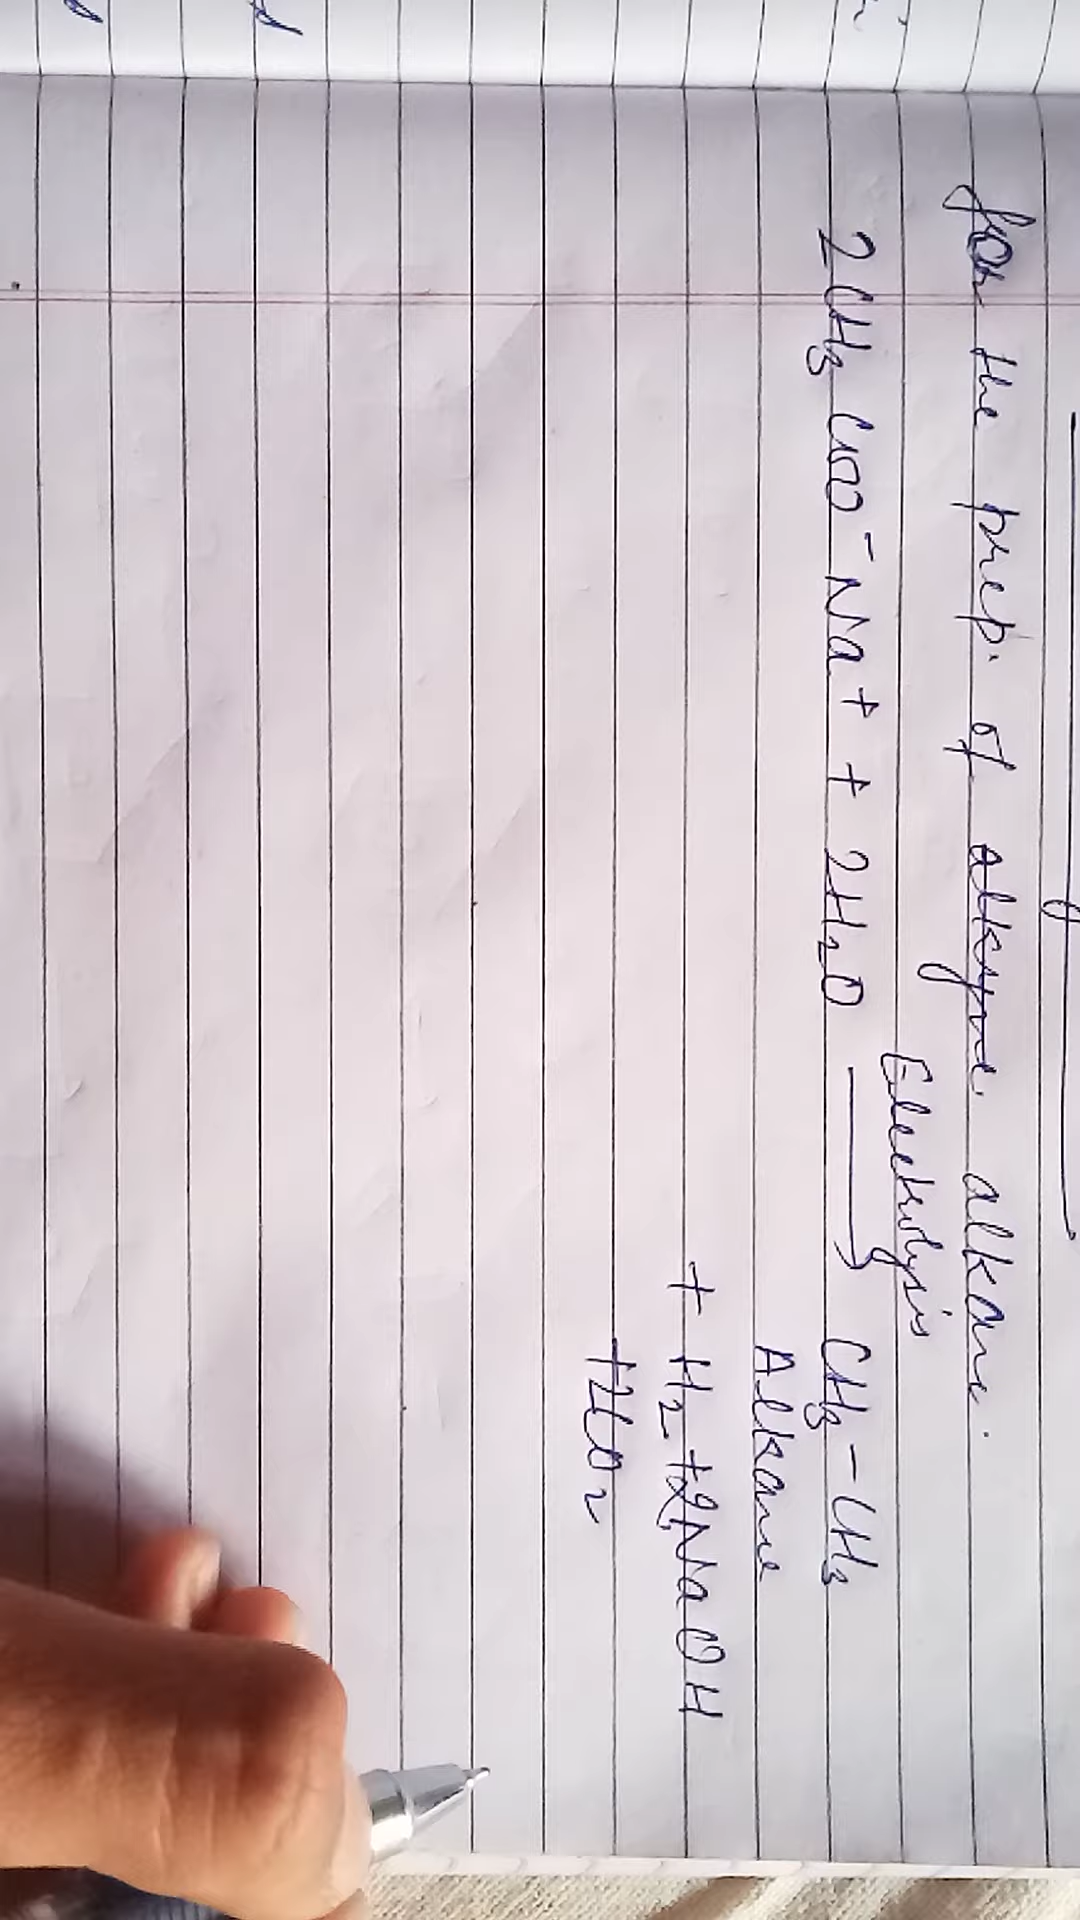 for the prep. of alkyne. alkane.
Electrolysis
2CH₃COO⁻Na⁺ + 2H₂O ⟶ CH₃-CH₃
Alkane
+ H₂ + 2NaOH
+ 2CO₂